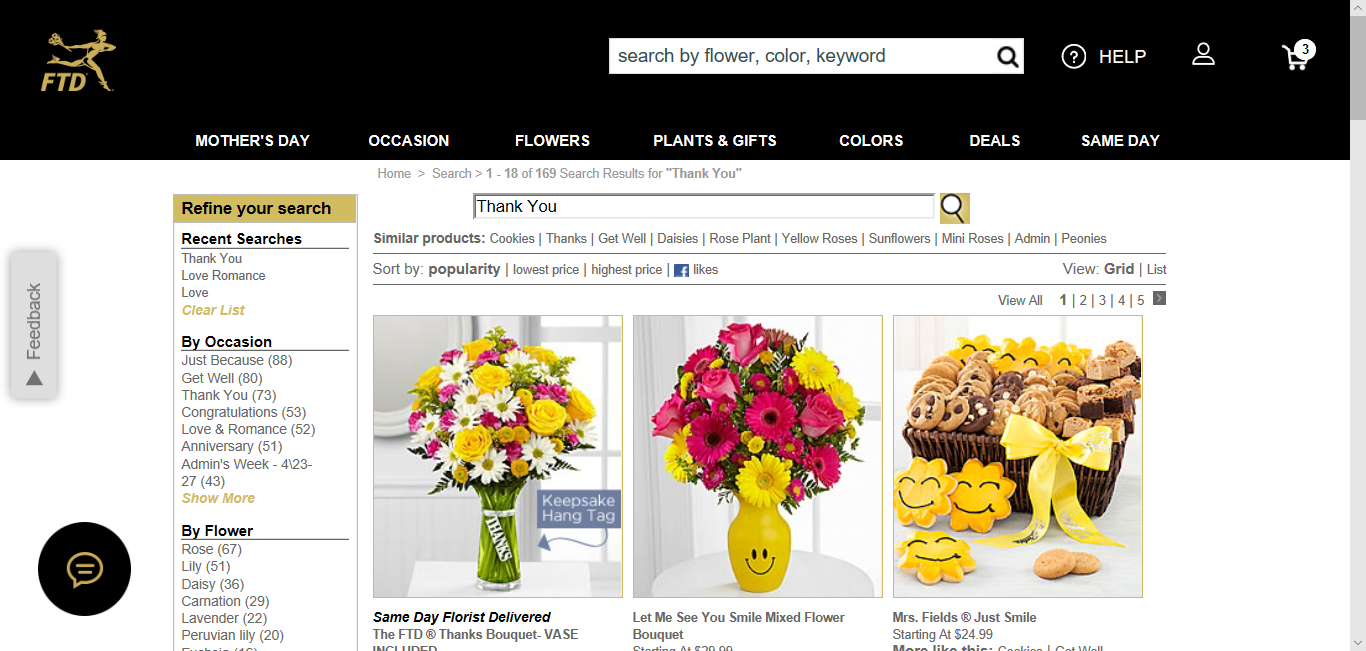 FTD
search by flower, color, keyword
? HELP
3
MOTHER'S DAY OCCASION FLOWERS PLANTS & GIFTS COLORS DEALS SAME DAY
Home > Search > 1 - 18 of 169 Search Results for "Thank You"
Refine your search
Recent Searches
Thank You
Love Romance
Love
Clear List
By Occasion
Just Because (88)
Get Well (80)
Thank You (73)
Congratulations (53)
Love & Romance (52)
Anniversary (51)
Admin's Week - 4\23-
27 (43)
Show More
By Flower
Rose (67)
Lily (51)
Daisy (36)
Carnation (29)
Lavender (22)
Peruvian lily (20)
Feedback
Thank You
Similar products: Cookies | Thanks | Get Well | Daisies | Rose Plant | Yellow Roses | Sunflowers | Mini Roses | Admin | Peonies
Sort by: popularity | lowest price | highest price | f likes
View: Grid | List
View All 1 | 2 | 3 | 4 | 5 >
THANKS
Keepsake
Hang Tag
Same Day Florist Delivered
The FTD ® Thanks Bouquet- VASE
INCLUDED
Let Me See You Smile Mixed Flower
Bouquet
Starting At $29.99
Mrs. Fields ® Just Smile
Starting At $24.99
More like this: Cookies | Get Well